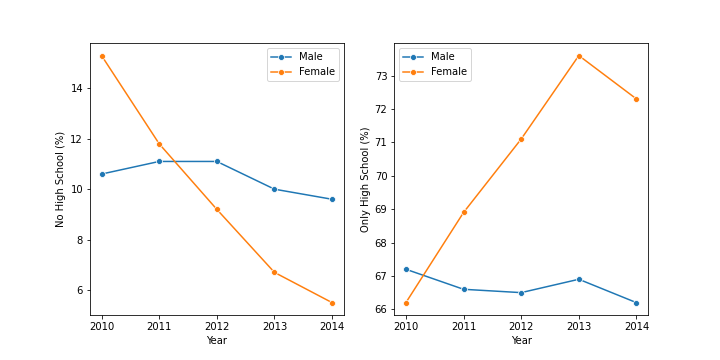 No High School (%)
14
12
10
8
6
Male
Female
2010 2011 2012 2013 2014
Year
Only High School (%)
73
72
71
70
69
68
67
66
Male
Female
2010 2011 2012 2013 2014
Year